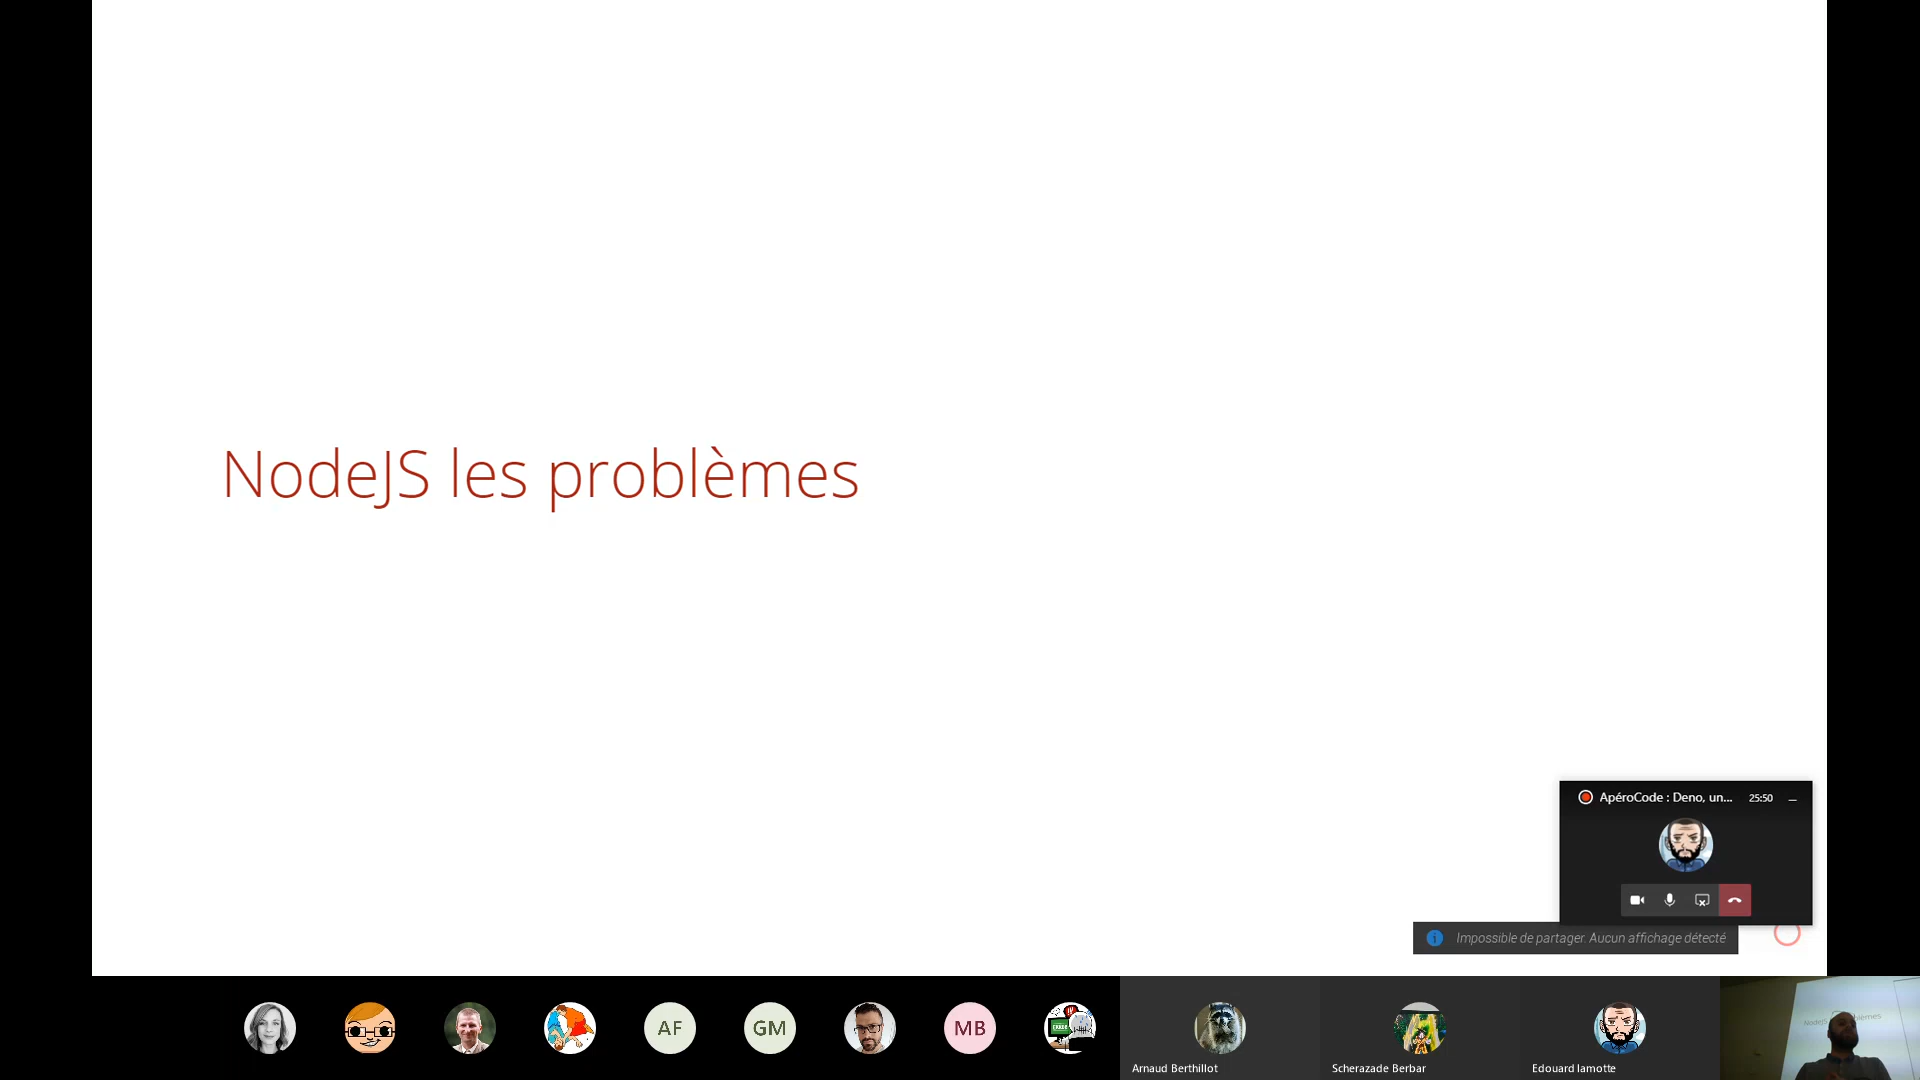 NodeJS les problèmes
ApéroCode : Deno, un... 25:50
Impossible de partager. Aucun affichage détecté
AF
GM
MB
Arnaud Berthillot
Scherazade Berbar
Edouard lamotte